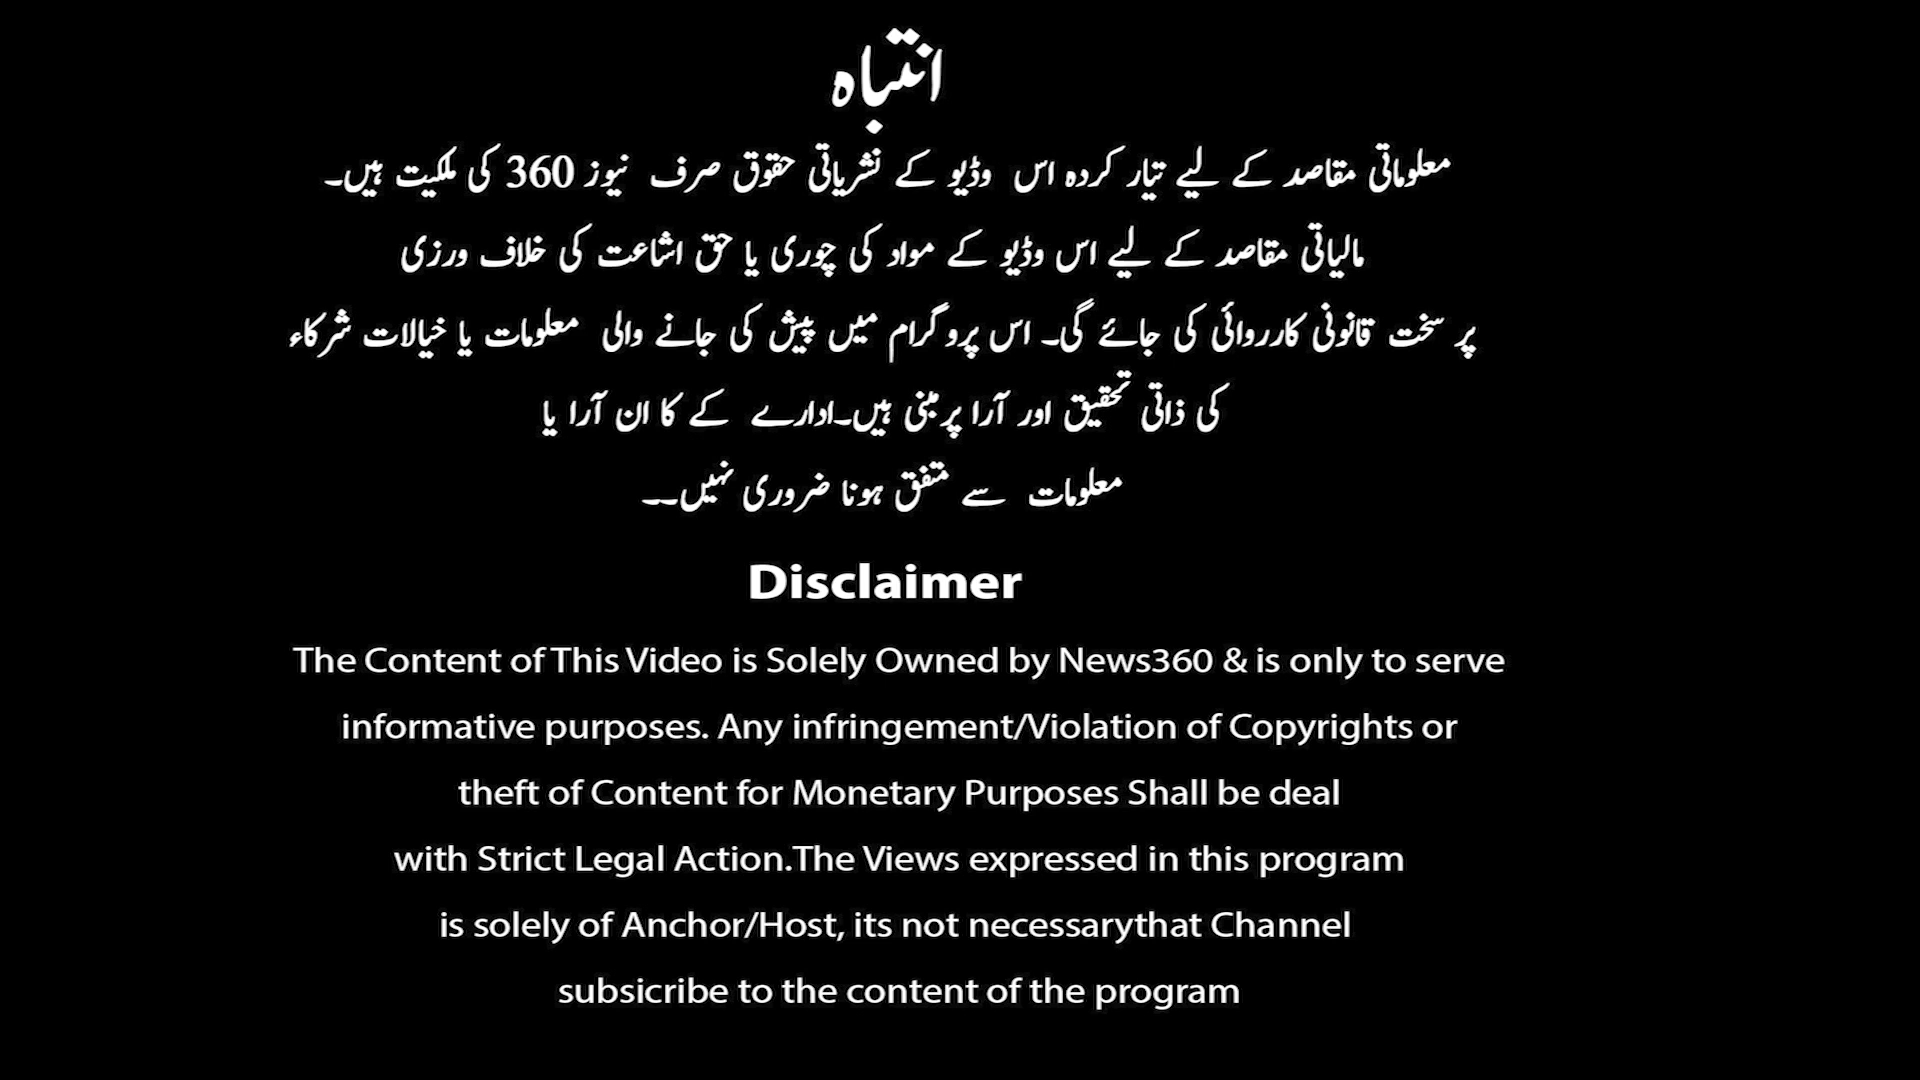 انتباہ
معلوماتی مقاصد کے لیے تیار کردہ اس وڈیو کے نشریاتی حقوق صرف نیوز 360 کی ملکیت ہیں۔
مالیاتی مقاصد کے لیے اس وڈیو کے مواد کی چوری یا حق اشاعت کی خلاف ورزی
پر سخت قانونی کارروائی کی جائے گی۔ اس پروگرام میں پیش کی جانے والی معلومات یا خیالات شرکاء
کی ذاتی تحقیق اور آرا پر مبنی ہیں۔ادارے کے کا ان آرا یا
معلومات سے متفق ہونا ضروری نہیں۔۔
Disclaimer
The Content of This Video is Solely Owned by News360 & is only to serve
informative purposes. Any infringement/Violation of Copyrights or
theft of Content for Monetary Purposes Shall be deal
with Strict Legal Action.The Views expressed in this program
is solely of Anchor/Host, its not necessarythat Channel
subsicribe to the content of the program